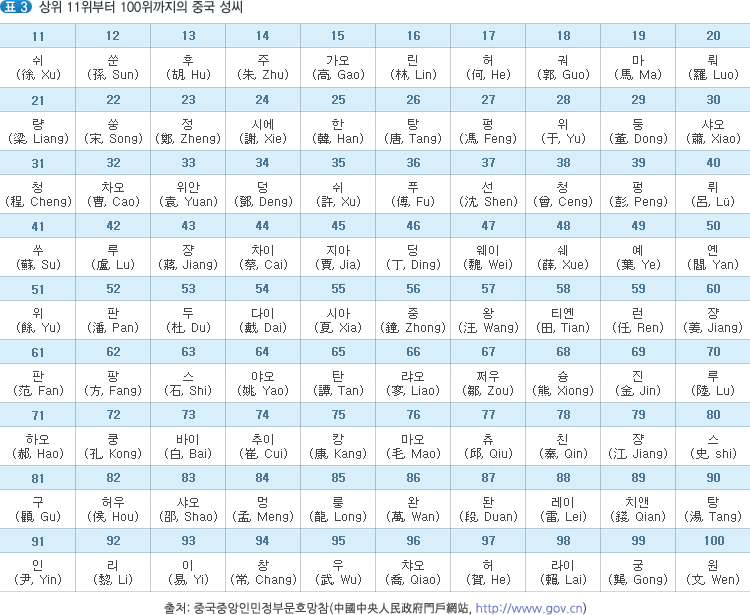 표 3 상위 11위부터 100위까지의 중국 성씨
11 12 13 14 15 16 17 18 19 20
쉬 쑨 후 주 가오 린 허 궈 마 뤄
(徐, Xu) (孫, Sun) (胡, Hu) (朱, Zhu) (高, Gao) (林, Lin) (何, He) (郭, Guo) (馬, Ma) (羅, Luo)
21 22 23 24 25 26 27 28 29 30
량 쑹 정 시에 한 탕 펑 위 둥 샤오
(梁, Liang) (宋, Song) (鄭, Zheng) (謝, Xie) (韓, Han) (唐, Tang) (馮, Feng) (于, Yu) (董, Dong) (蕭, Xiao)
31 32 33 34 35 36 37 38 39 40
청 차오 위안 덩 쉬 푸 선 청 펑 뤼
(程, Cheng) (曹, Cao) (袁, Yuan) (鄧, Deng) (許, Xu) (傅, Fu) (沈, Shen) (曾, Ceng) (彭, Peng) (呂, Lü)
41 42 43 44 45 46 47 48 49 50
쑤 루 쟝 차이 지아 덩 웨이 쉐 예 옌
(蘇, Su) (盧, Lu) (蔣, Jiang) (蔡, Cai) (賈, Jia) (丁, Ding) (魏, Wei) (薛, Xue) (葉, Ye) (閻, Yan)
51 52 53 54 55 56 57 58 59 60
위 판 두 다이 시아 중 왕 티엔 런 쟝
(餘, Yu) (潘, Pan) (杜, Du) (戴, Dai) (夏, Xia) (鐘, Zhong) (汪, Wang) (田, Tian) (任, Ren) (姜, Jiang)
61 62 63 64 65 66 67 68 69 70
판 팡 스 야오 탄 랴오 쩌우 슝 진 루
(范, Fan) (方, Fang) (石, Shi) (姚, Yao) (譚, Tan) (Liao) (鄒, Zou) (熊, Xiong) (金, Jin) (陸, Lu)
71 72 73 74 75 76 77 78 79 80
하오 쿵 바이 추이 캉 마오 츄 친 쟝 스
(郝, Hao) (孔, Kong) (白, Bai) (崔, Cui) (康, Kang) (毛, Mao) (邱, Qiu) (秦, Qin) (江, Jiang) (史, shi)
81 82 83 84 85 86 87 88 89 90
구 허우 샤오 멍 룽 완 돤 레이 치앤 탕
(顧, Gu) (侯, Hou) (邵, Shao) (孟, Meng) (龍, Long) (萬, Wan) (段, Duan) (雷, Lei) (錢, Qian) (湯, Tang)
91 92 93 94 95 96 97 98 99 100
인 리 이 창 우 챠오 허 라이 궁 원
(尹, Yin) (黎, Li) (易, Yi) (常, Chang) (武, Wu) (喬, Qiao) (賀, He) (賴, Lai) (龔, Gong) (文, Wen)
출처: 중국중앙인민정부문호망참(中國中央人民政府門戶網站, http://www.gov.cn)